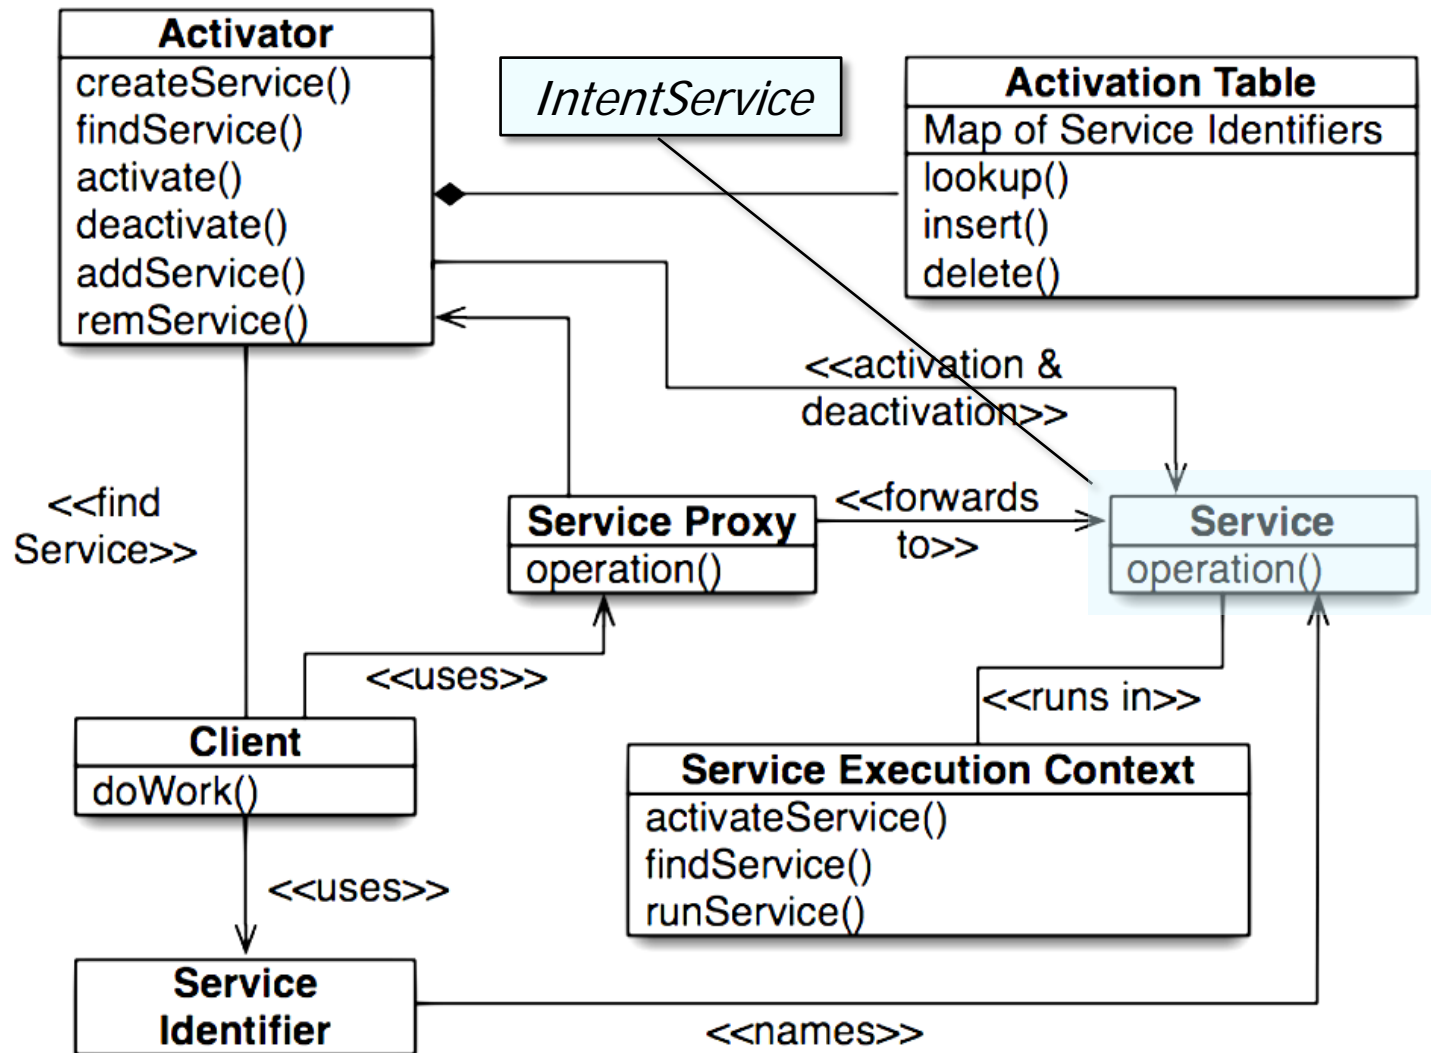 Activator
createService()
findService()
activate()
deactivate()
addService()
remService()
IntentService
Activation Table
Map of Service Identifiers
lookup()
insert()
delete()
<<activation &
deactivation>>
<<find
Service>>
Service Proxy
operation()
<<forwards
to>>
Service
operation()
<<uses>>
<<runs in>>
Client
doWork()
Service Execution Context
activateService()
findService()
runService()
<<uses>>
Service
Identifier
<<names>>